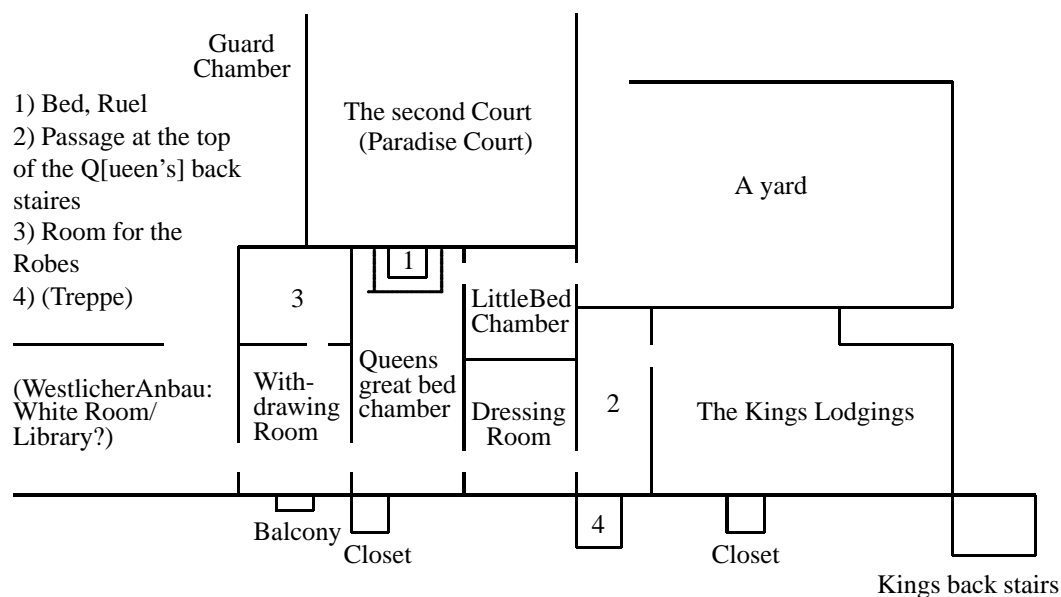 Guard
Chamber
1) Bed, Ruel
2) Passage at the top
of the Q[ueen's] back
staires
3) Room for the
Robes
4) (Treppe)
The second Court
(Paradise Court)
A yard
1
3
LittleBed
Chamber
(WestlicherAnbau:
White Room/
Library?)
With-
drawing
Room
Queens
great bed
chamber
Dressing
Room
2
The Kings Lodgings
Balcony
Closet
4
Closet
Kings back stairs